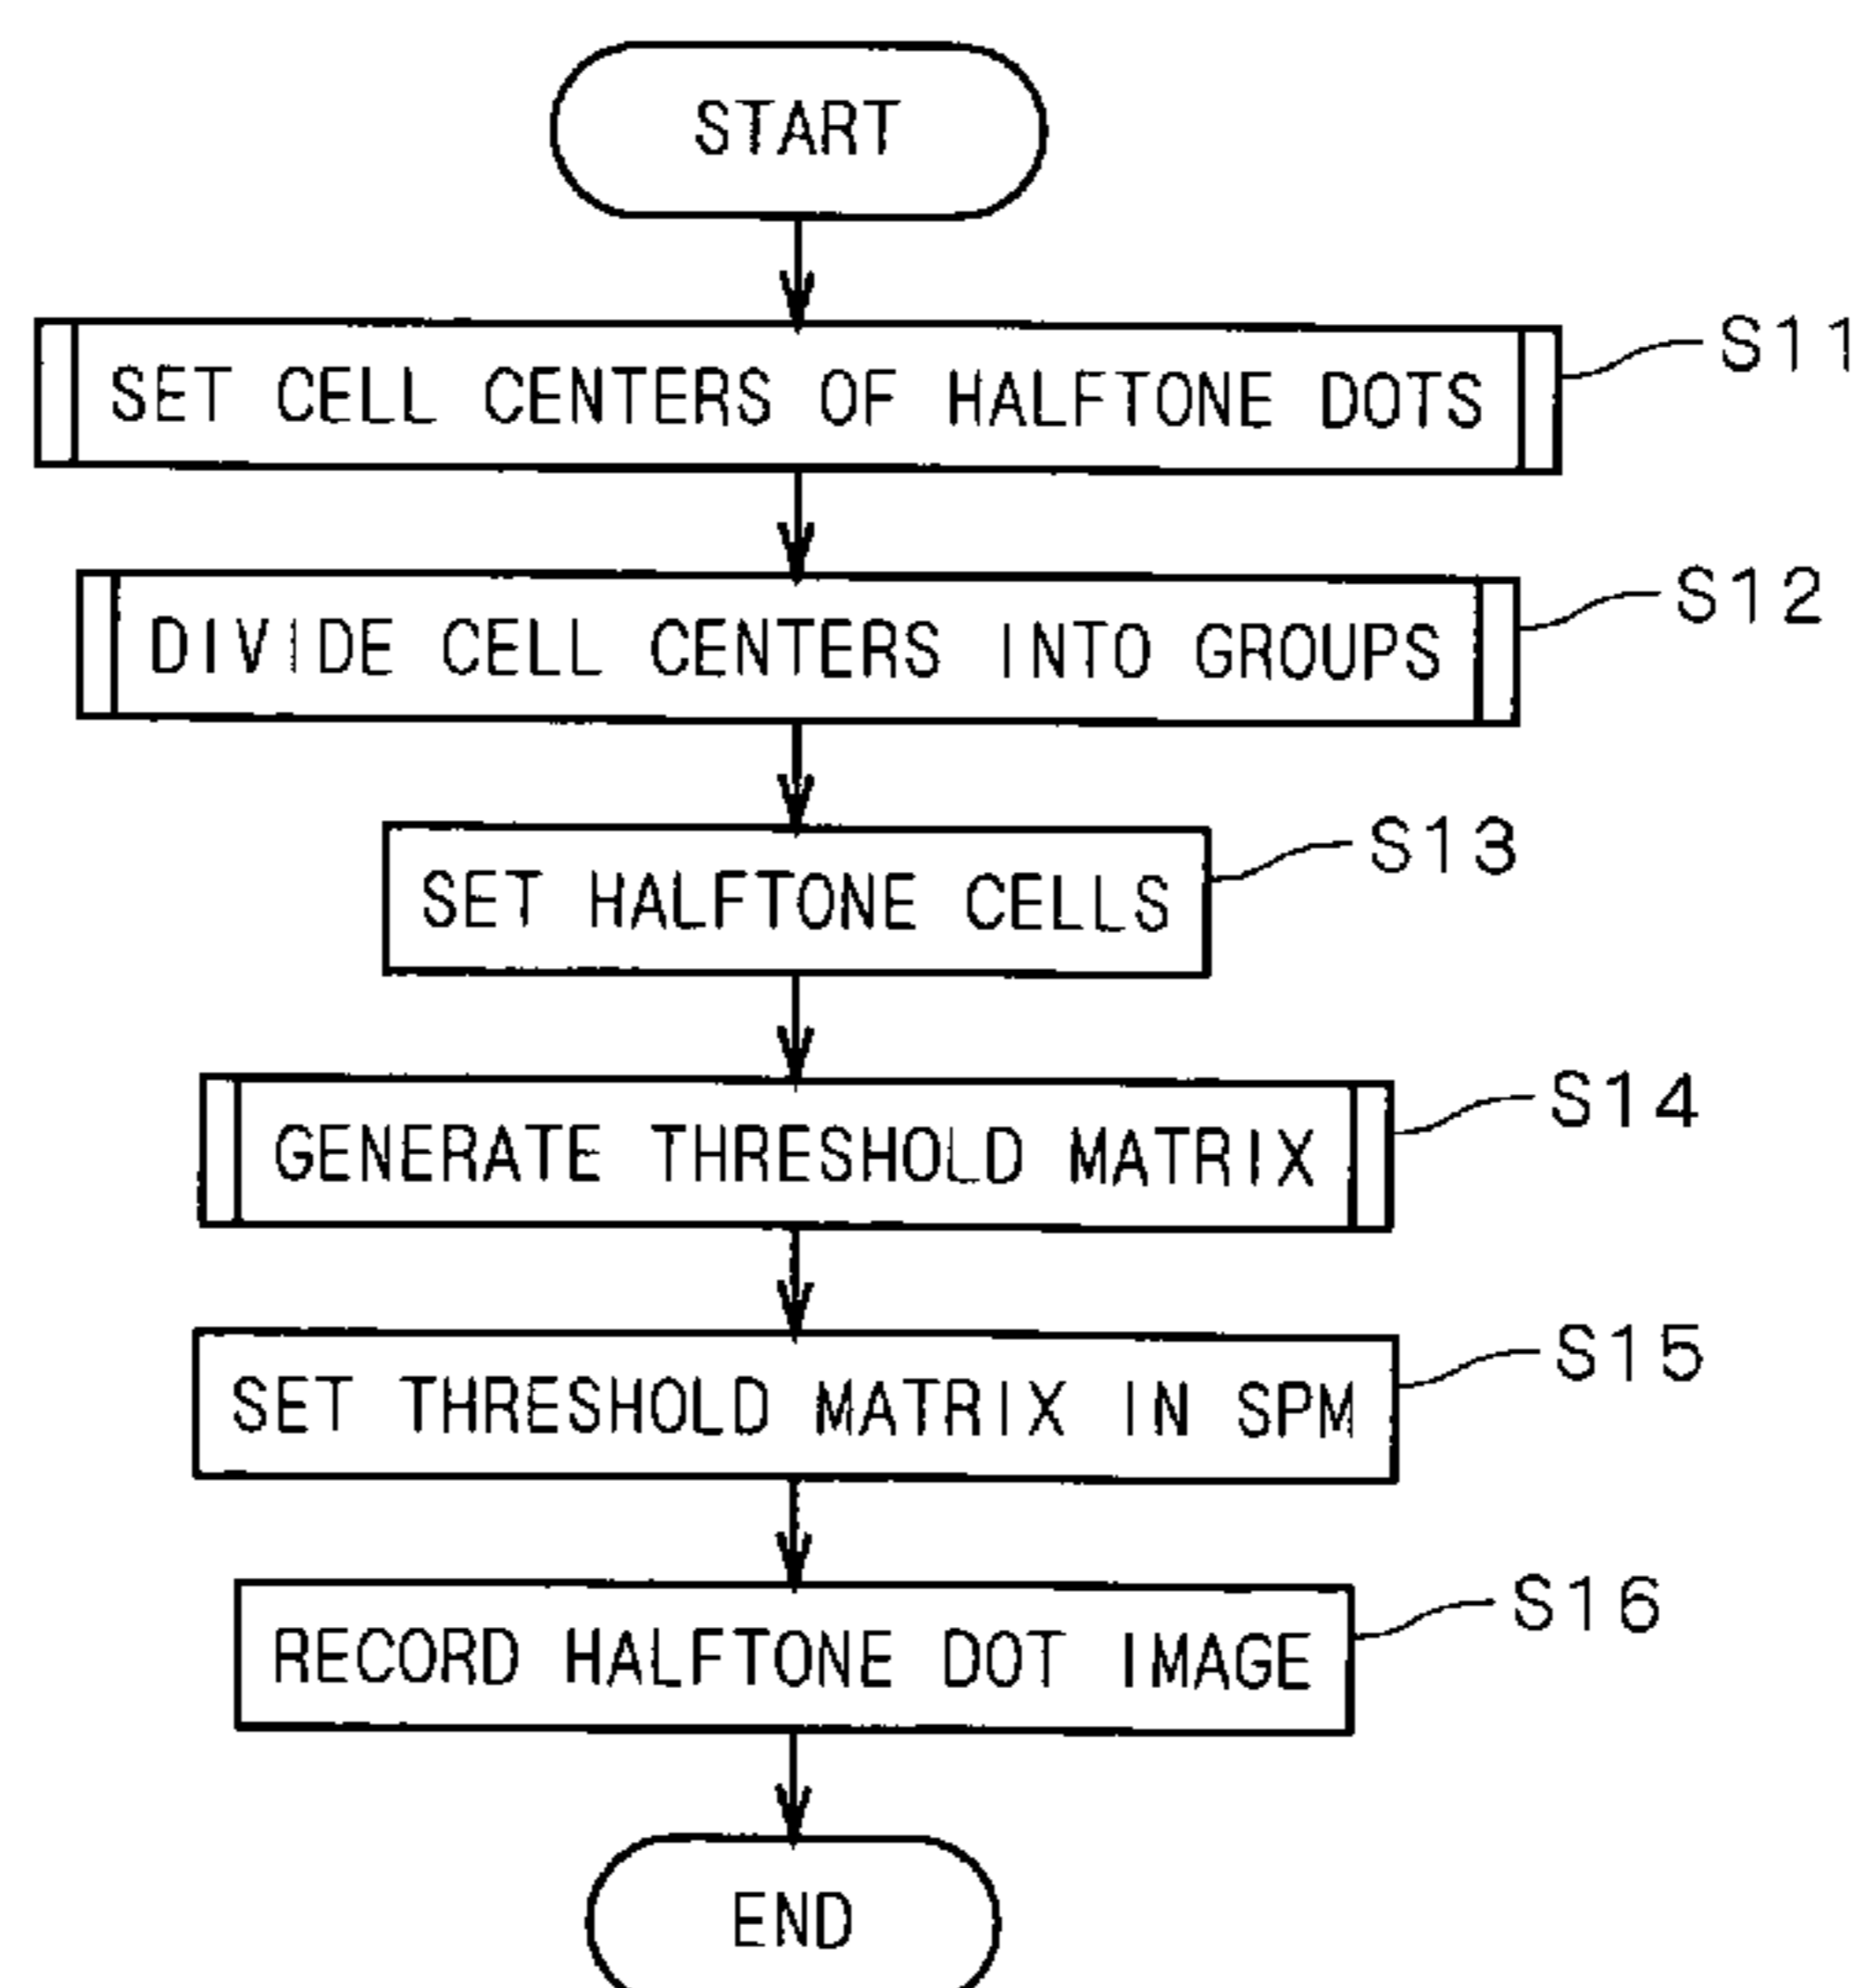 START
SET CELL CENTERS OF HALFTONE DOTS S11
DIVIDE CELL CENTERS INTO GROUPS S12
SET HALFTONE CELLS S13
GENERATE THRESHOLD MATRIX S14
SET THRESHOLD MATRIX IN SPM S15
RECORD HALFTONE DOT IMAGE S16
END